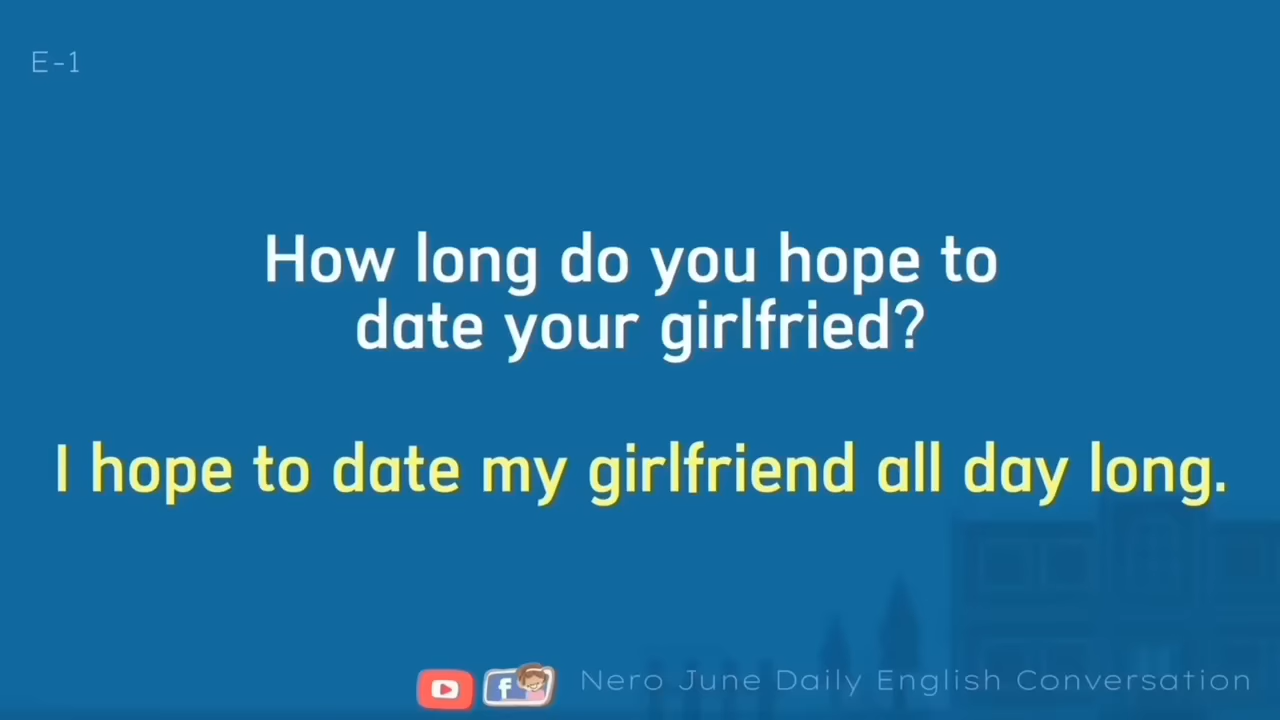 E-1
How long do you hope to
date your girlfried?
I hope to date my girlfriend all day long.
f Nero June Daily English Conversation